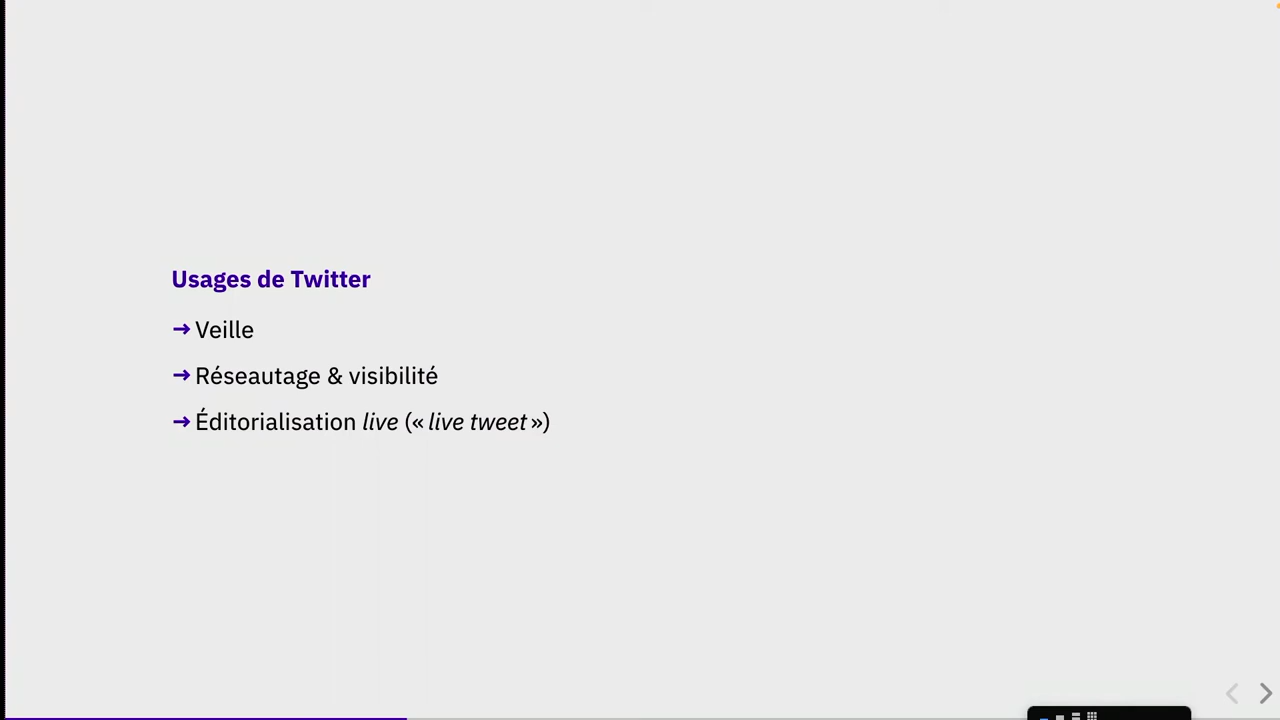 Usages de Twitter
➞ Veille
➞ Réseautage & visibilité
➞ Éditorialisation live (« live tweet »)